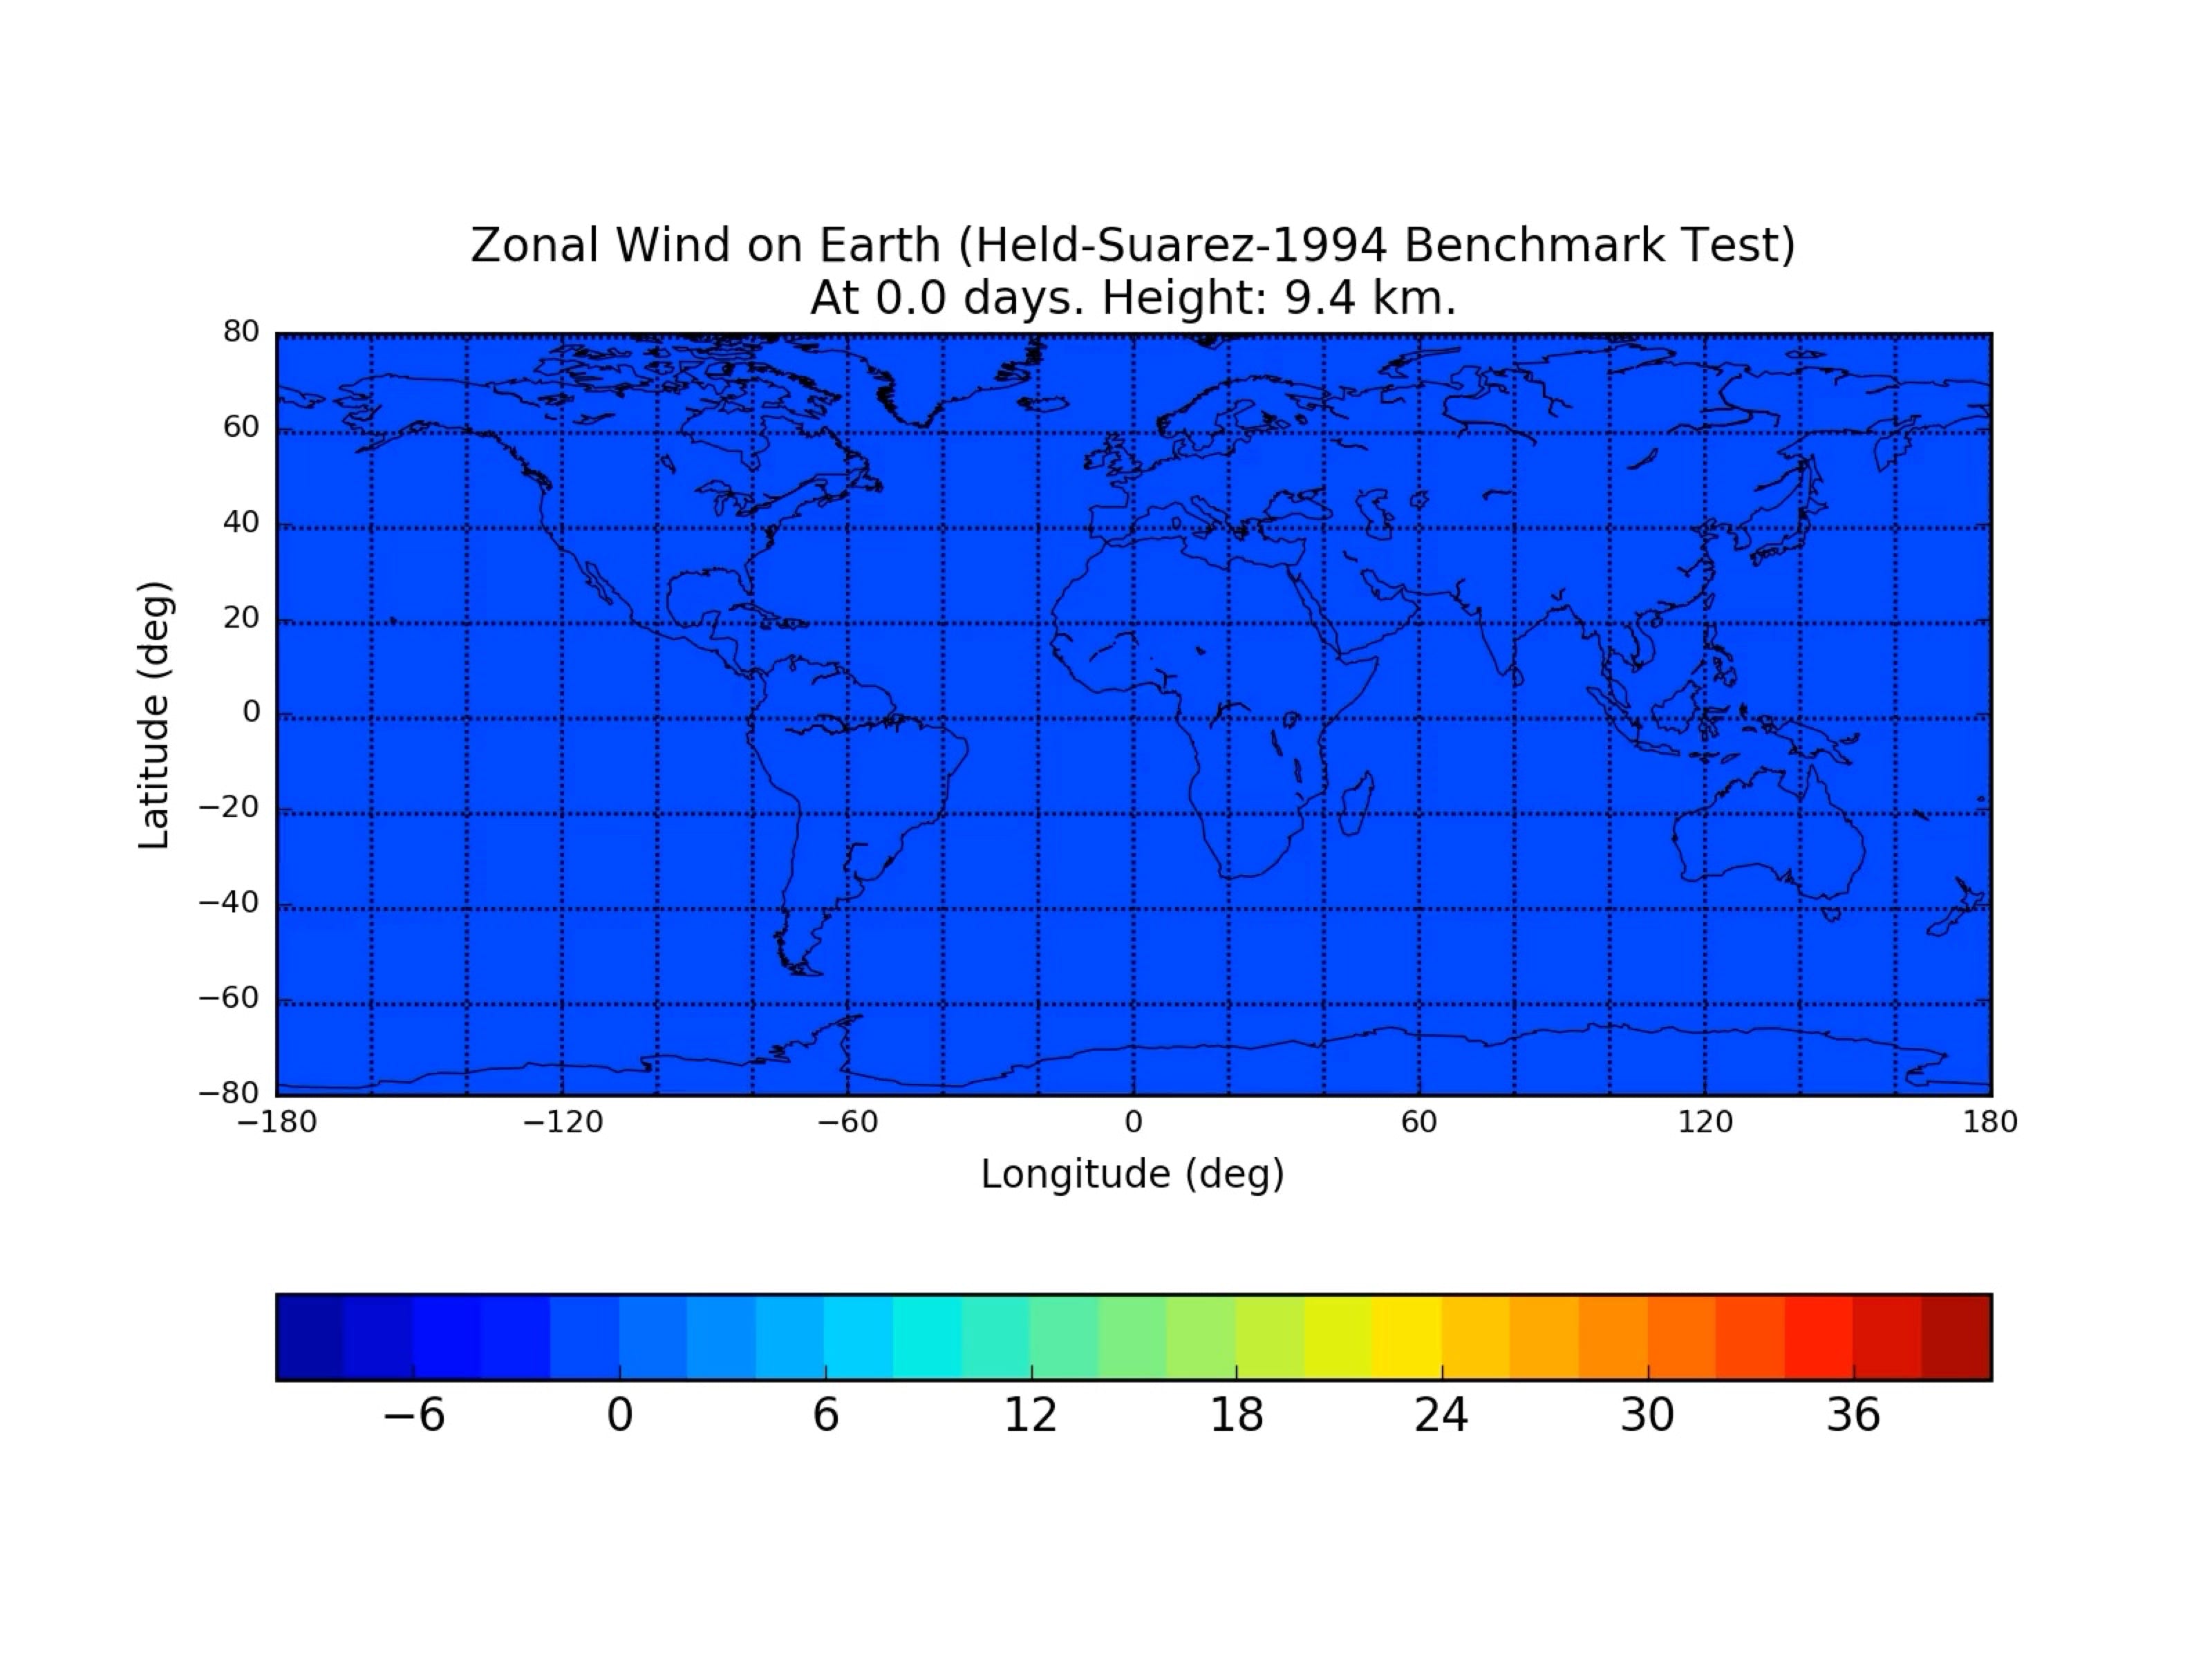 Zonal Wind on Earth (Held-Suarez-1994 Benchmark Test)
At 0.0 days. Height: 9.4 km.
80
60
40
20
0
−20
−40
−60
−80
Latitude (deg)
−180 −120 −60 0 60 120 180
Longitude (deg)
−6 0 6 12 18 24 30 36